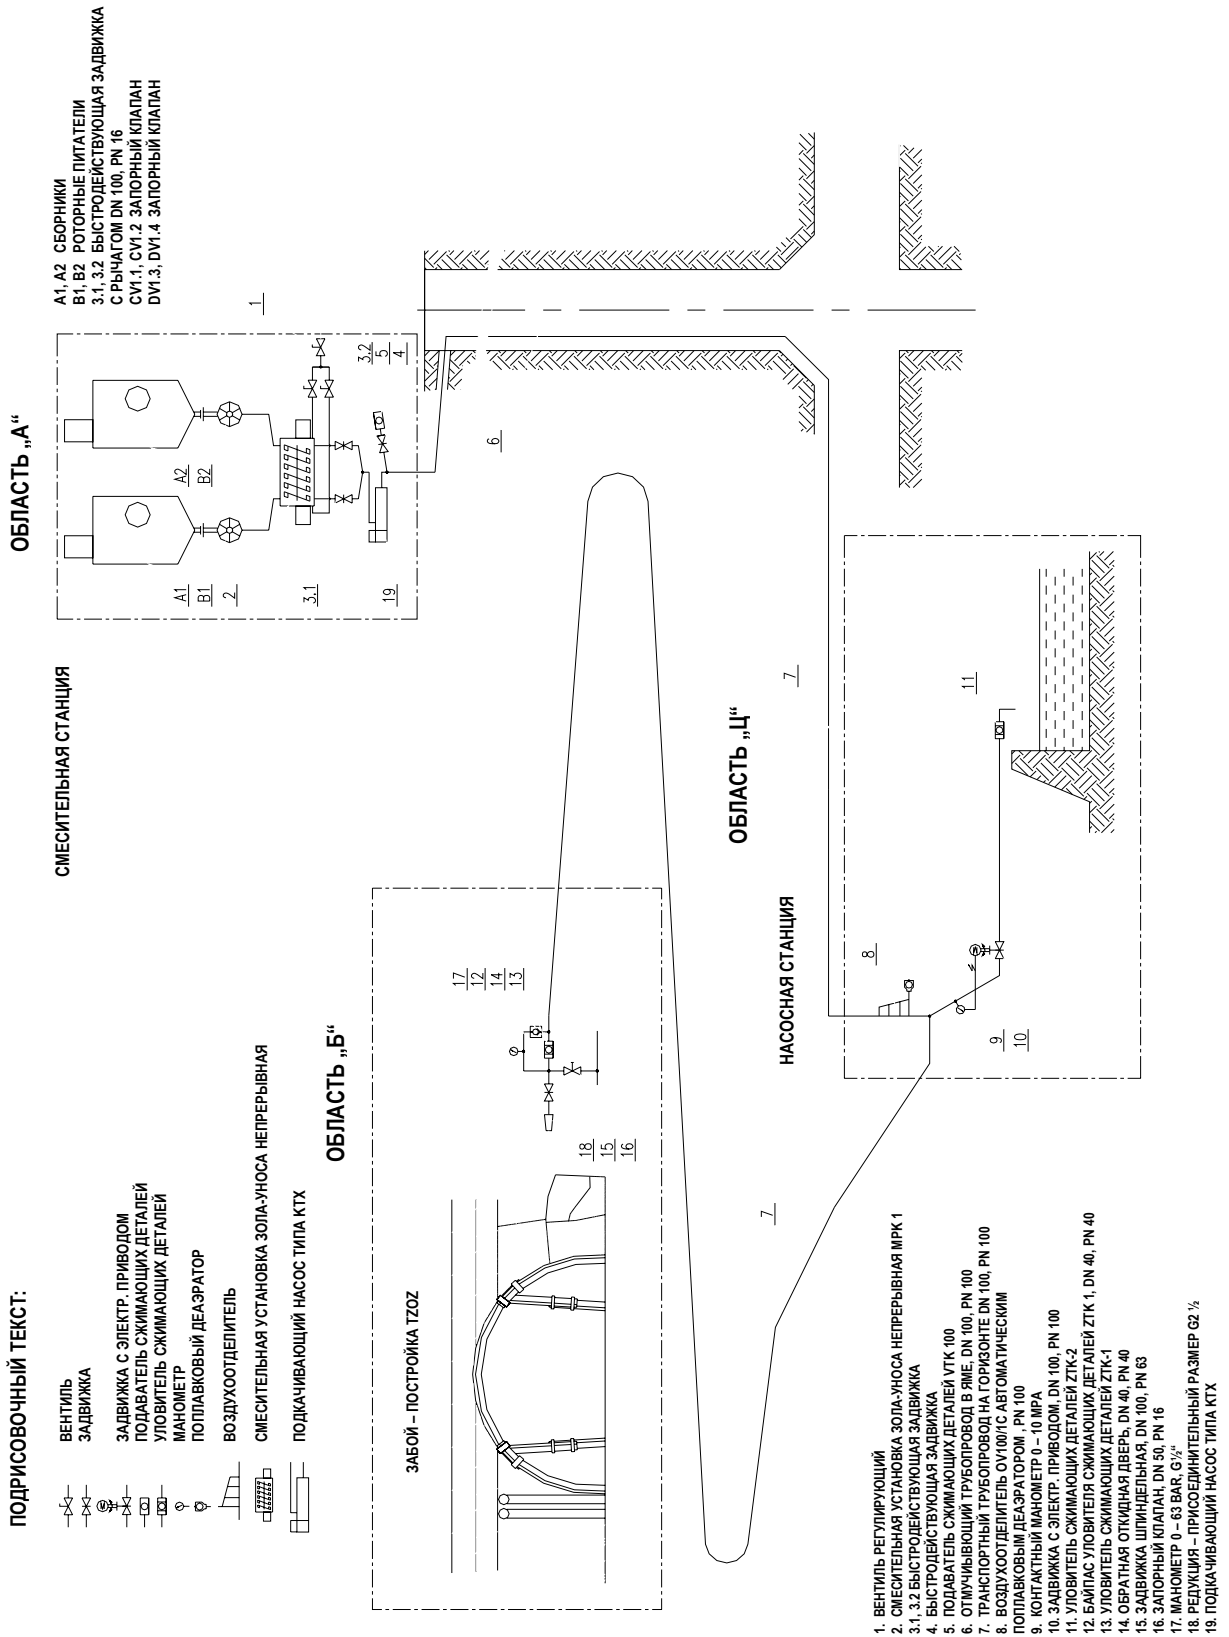 ПОДРИСОВОЧНЫЙ ТЕКСТ:
ВЕНТИЛЬ
ЗАДВИЖКА
ЗАДВИЖКА С ЭЛЕКТР. ПРИВОДОМ
ПОДАВАТЕЛЬ СЖИМАЮЩИХ ДЕТАЛЕЙ
УЛОВИТЕЛЬ СЖИМАЮЩИХ ДЕТАЛЕЙ
МАНОМЕТР
ПОПЛАВКОВЫЙ ДЕАЭРАТОР
ВОЗДУХООТДЕЛИТЕЛЬ
СМЕСИТЕЛЬНАЯ УСТАНОВКА ЗОЛА-УНОСА НЕПРЕРЫВНАЯ
ПОДКАЧИВАЮЩИЙ НАСОС ТИПА КТХ
СМЕСИТЕЛЬНАЯ СТАНЦИЯ
ОБЛАСТЬ „А“
А1, А2 СБОРНИКИ
В1, В2 РОТОРНЫЕ ПИТАТЕЛИ
3.1, 3.2 БЫСТРОДЕЙСТВУЮЩАЯ ЗАДВИЖКА
С РЫЧАГОМ DN 100, PN 16
CV1.1, CV1.2 ЗАПОРНЫЙ КЛАПАН
DV1.3, DV1.4 ЗАПОРНЫЙ КЛАПАН
A1
B1
2
A2
B2
3.1
19
3.2
5
4
1
6
ОБЛАСТЬ „Б“
ЗАБОЙ – ПОСТРОЙКА TZOZ
17
12
14
13
18
15
16
7
ОБЛАСТЬ „Ц“
НАСОСНАЯ СТАНЦИЯ
7
8
9
10
11
1. ВЕНТИЛЬ РЕГУЛИРУЮЩИЙ
2. СМЕСИТЕЛЬНАЯ УСТАНОВКА ЗОЛА-УНОСА НЕПРЕРЫВНАЯ МРК 1
3.1, 3.2 БЫСТРОДЕЙСТВУЮЩАЯ ЗАДВИЖКА
4. БЫСТРОДЕЙСТВУЮЩАЯ ЗАДВИЖКА
5. ПОДАВАТЕЛЬ СЖИМАЮЩИХ ДЕТАЛЕЙ VTK 100
6. ОТМУЧИЫВЮЩИЙ ТРУБОПРОВОД В ЯМЕ, DN 100, PN 100
7. ТРАНСПОРТНЫЙ ТРУБОПРОВОД НА ГОРИЗОНТЕ DN 100, PN 100
8. ВОЗДУХООТДЕЛИТЕЛЬ OV100/1C АВТОМАТИЧЕСКИМ
ПОПЛАВКОВЫМ ДЕАЭРАТОРОМ , PN 100
9. КОНТАКТНЫЙ МАНОМЕТР 0 – 10 МРА
10. ЗАДВИЖКА С ЭЛЕКТР. ПРИВОДОМ, DN 100, PN 100
11. УЛОВИТЕЛЬ СЖИМАЮЩИХ ДЕТАЛЕЙ ZTK-2
12. БАЙПАС УЛОВИТЕЛЯ СЖИМАЮЩИХ ДЕТАЛЕЙ ZTK 1, DN 40, PN 40
13. УЛОВИТЕЛЬ СЖИМАЮЩИХ ДЕТАЛЕЙ ZTK-1
14. ОБРАТНАЯ ОТКИДНАЯ ДВЕРЬ, DN 40, PN 40
15. ЗАДВИЖКА ШПИНДЕЛЬНАЯ, DN 100, PN 63
16. ЗАПОРНЫЙ КЛАПАН, DN 50, PN 16
17. МАНОМЕТР 0 – 63 BAR, G½“
18. РЕДУКЦИЯ – ПРИСОЕДИНИТЕЛЬНЫЙ РАЗМЕР G2 ½
19. ПОДКАЧИВАЮЩИЙ НАСОС ТИПА КТХ